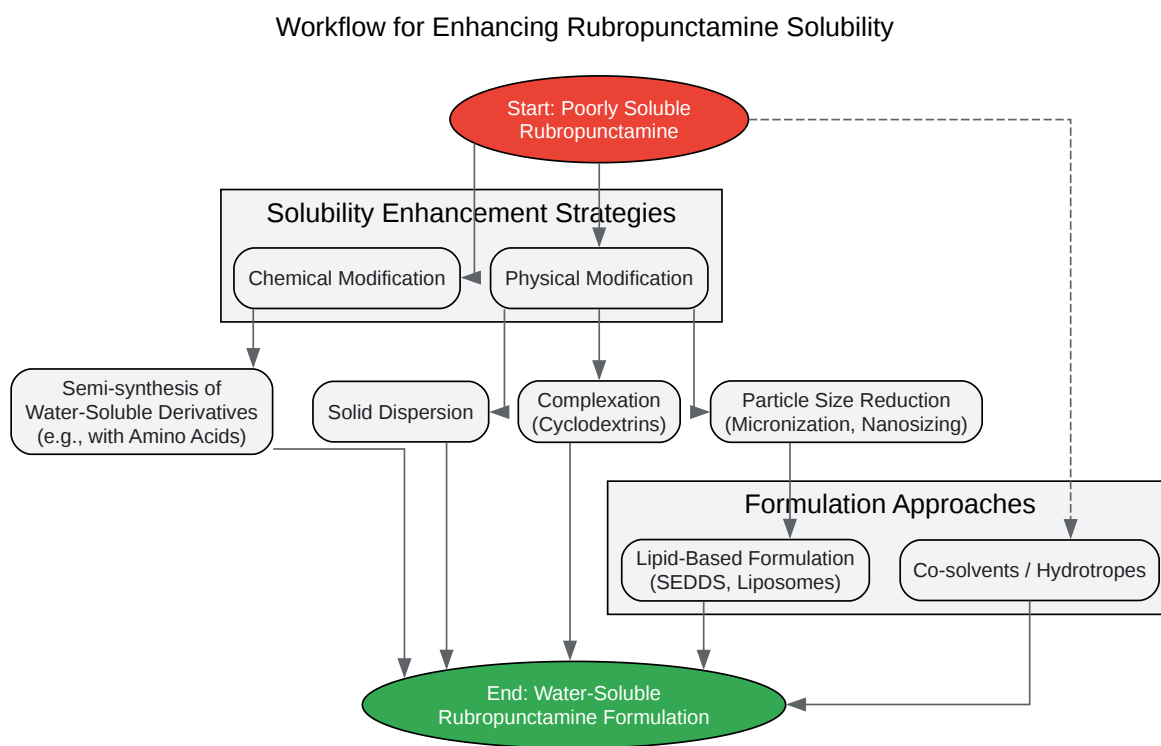 Workflow for Enhancing Rubropunctamine Solubility
Start: Poorly Soluble
Rubropunctamine
Solubility Enhancement Strategies
Chemical Modification
Physical Modification
Semi-synthesis of
Water-Soluble Derivatives
(e.g., with Amino Acids)
Solid Dispersion
Complexation
(Cyclodextrins)
Particle Size Reduction
(Micronization, Nanosizing)
Formulation Approaches
Lipid-Based Formulation
(SEDDS, Liposomes)
Co-solvents / Hydrotropes
End: Water-Soluble
Rubropunctamine Formulation